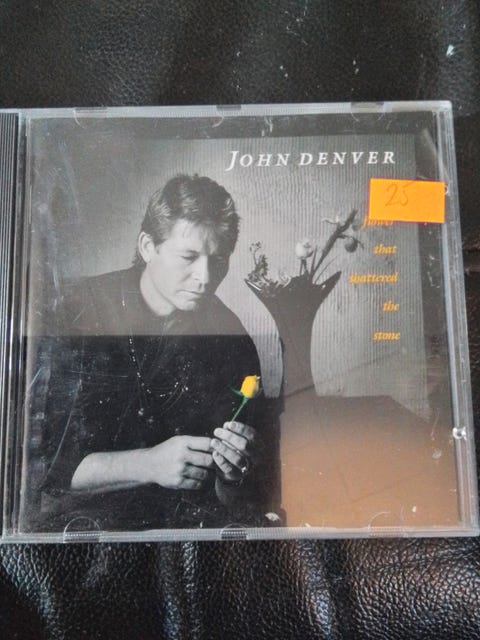 JOHN DENVER
25
flower
that
shattered
the
stone